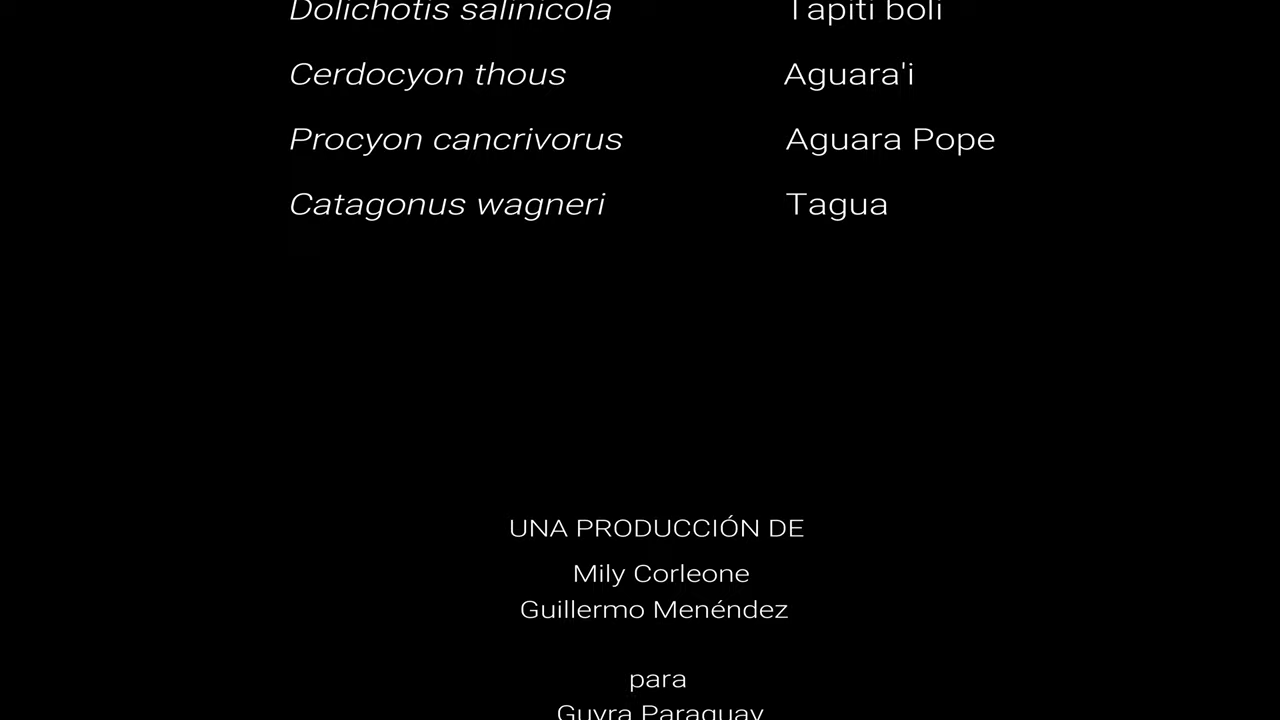 Dolichotis salinicola Tapiti boli
Cerdocyon thous Aguara'i
Procyon cancrivorus Aguara Pope
Catagonus wagneri Tagua
UNA PRODUCCIÓN DE
Mily Corleone
Guillermo Menéndez
para
Guyra Paraguay